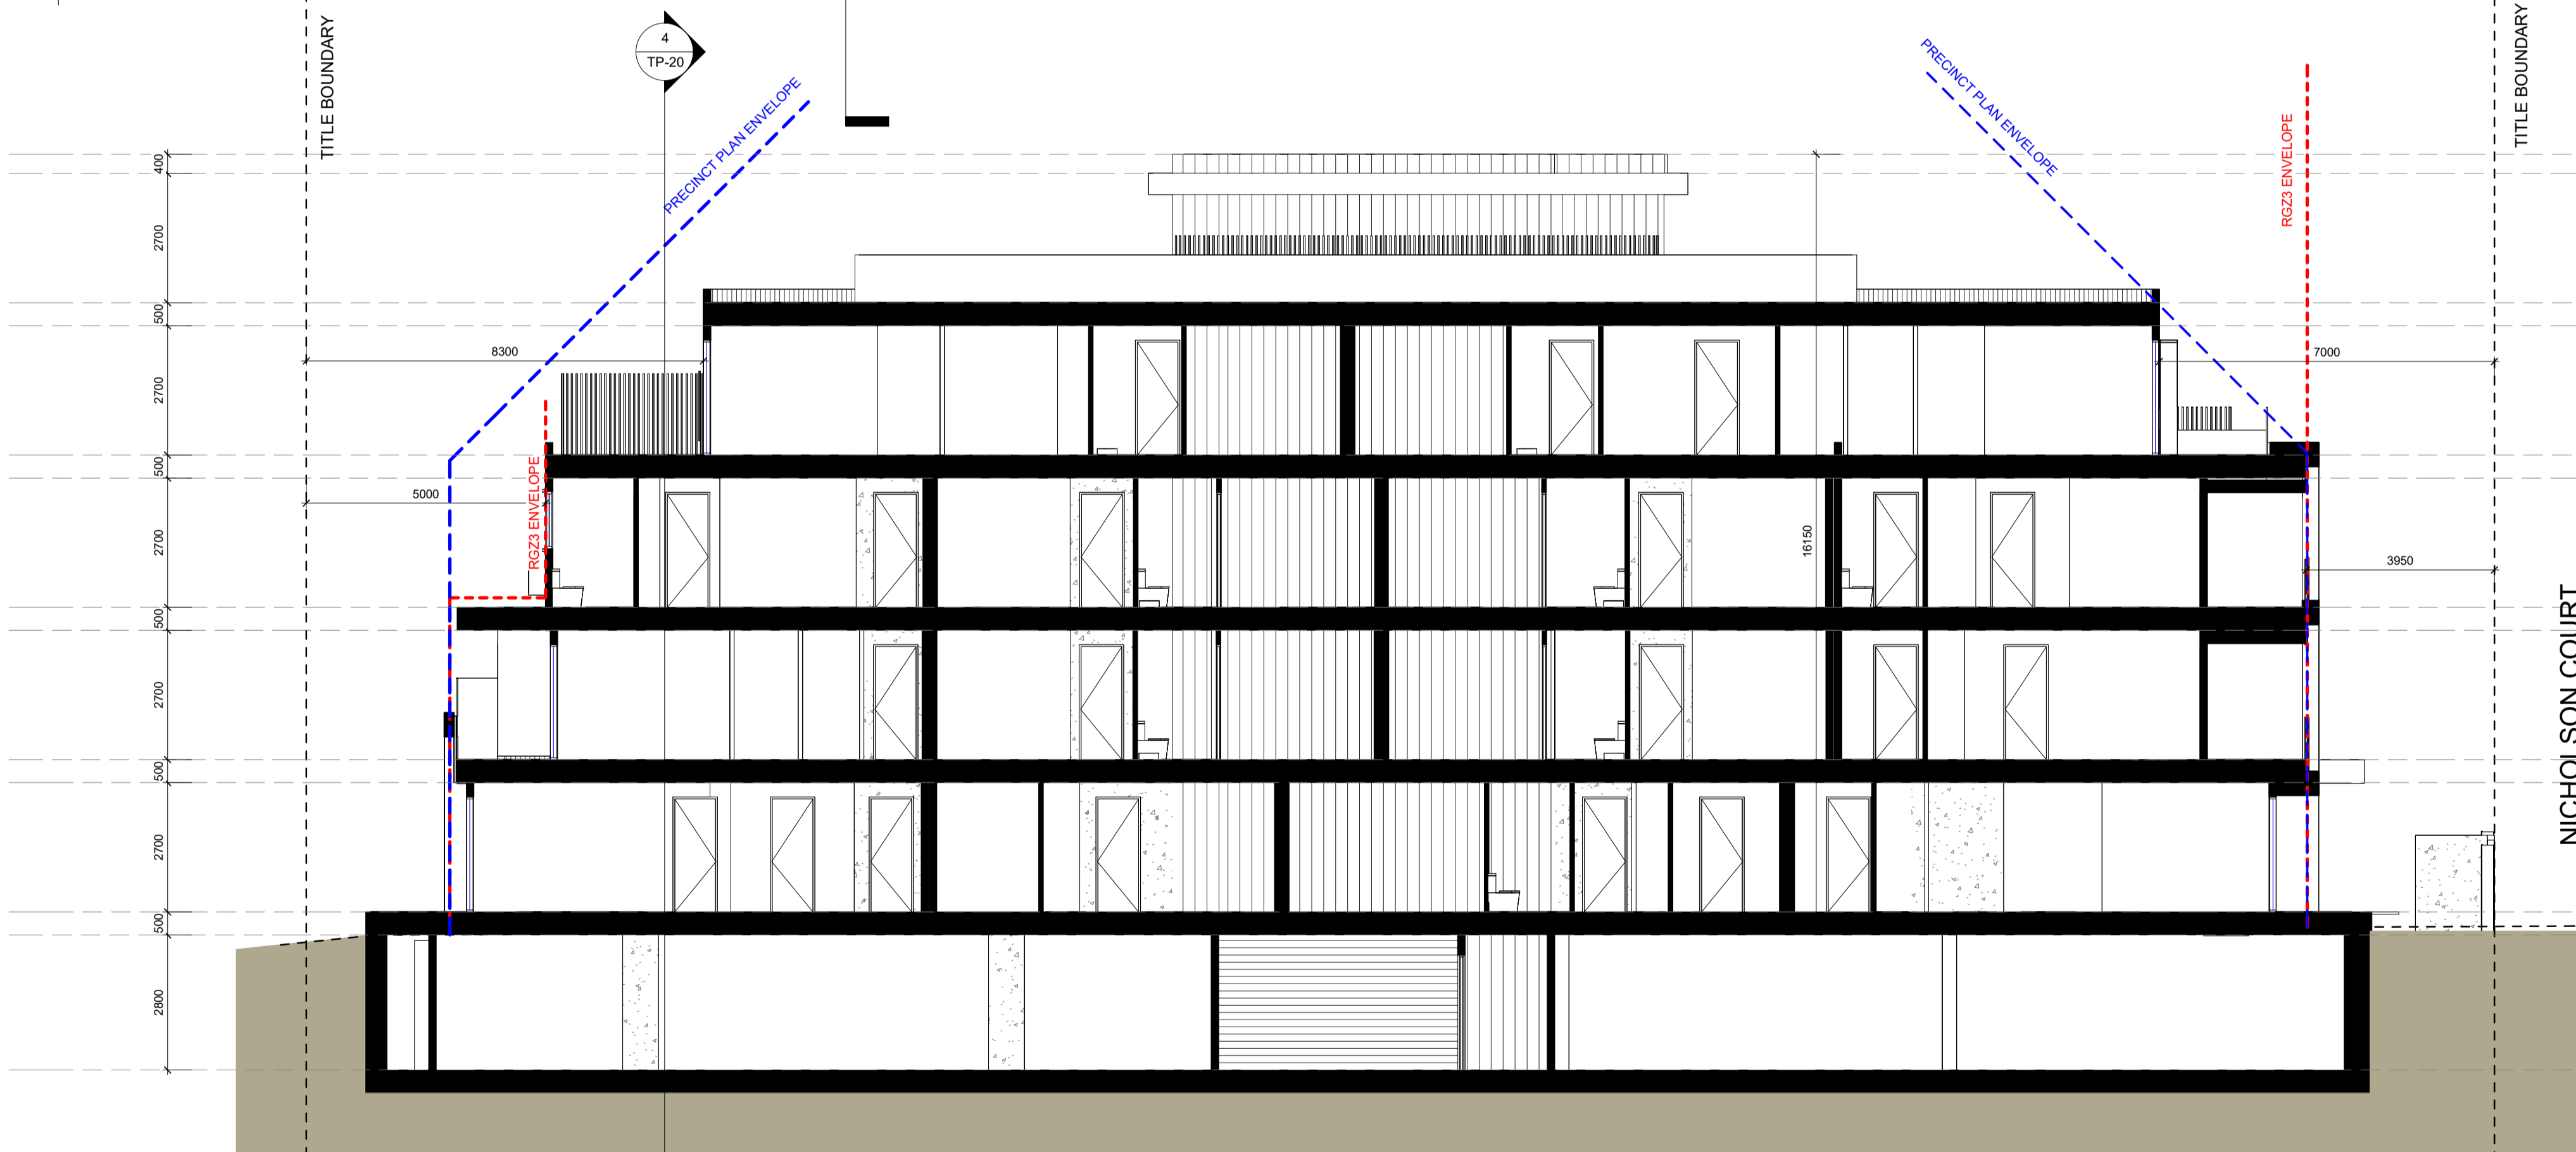 TITLE BOUNDARY
4
TP-20
PRECINCT PLAN ENVELOPE
PRECINCT PLAN ENVELOPE
RGZ3 ENVELOPE
TITLE BOUNDARY
400
2700
500
8300
7000
2700
500
5000
RGZ3 ENVELOPE
2700
16150
3950
500
2700
500
2700
500
2800
NICHOLSON COURT